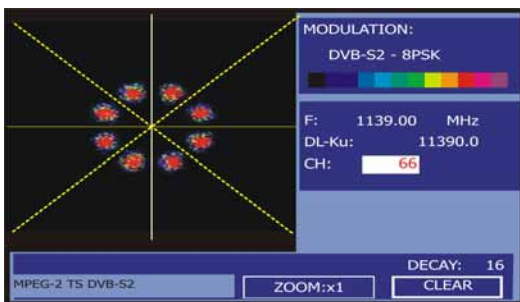 MODULATION:
DVB-S2 - 8PSK
F: 1139.00 MHz
DL-Ku: 11390.0
CH: 66
DECAY: 16
MPEG-2 TS DVB-S2
ZOOM:x1
CLEAR